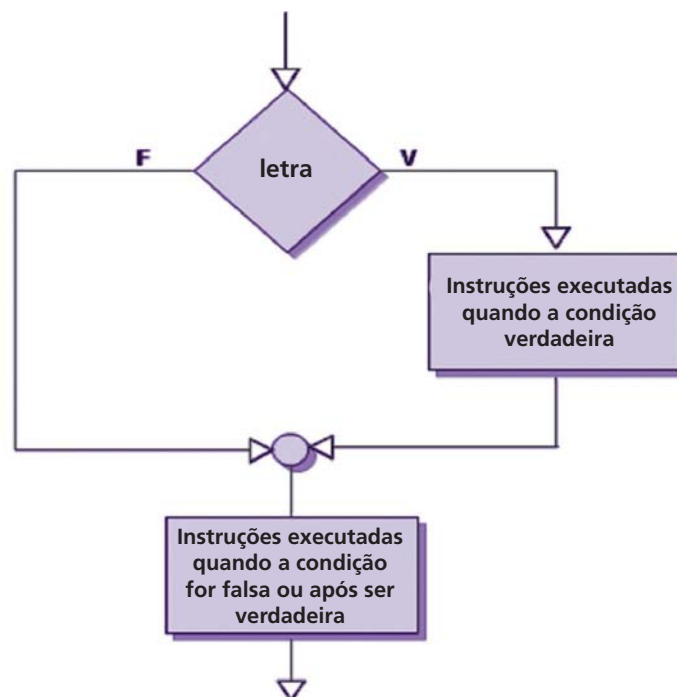 F
letra
V
Instruções executadas
quando a condição
verdadeira
Instruções executadas
quando a condição
for falsa ou após ser
verdadeira